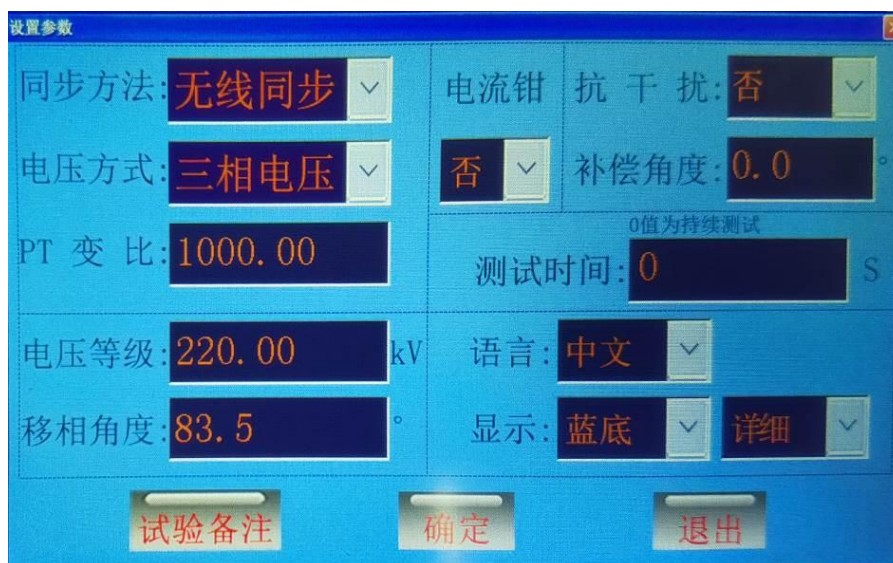 设置参数
同步方法: 无线同步
电流钳
抗 干 扰: 否
电压方式: 三相电压
否
补偿角度: 0.0 °
PT 变 比: 1000.00
0值为持续测试
测试时间: 0 S
电压等级: 220.00 kV
语言: 中文
移相角度: 83.5 °
显示: 蓝底 详细
试验备注 确定 退出